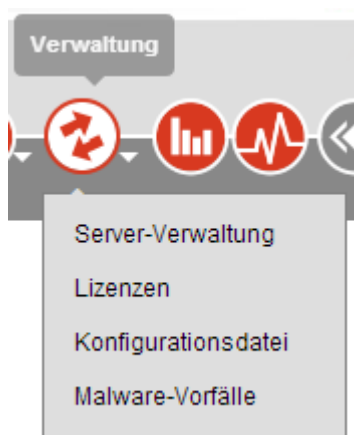 Verwaltung
Server-Verwaltung
Lizenzen
Konfigurationsdatei
Malware-Vorfälle